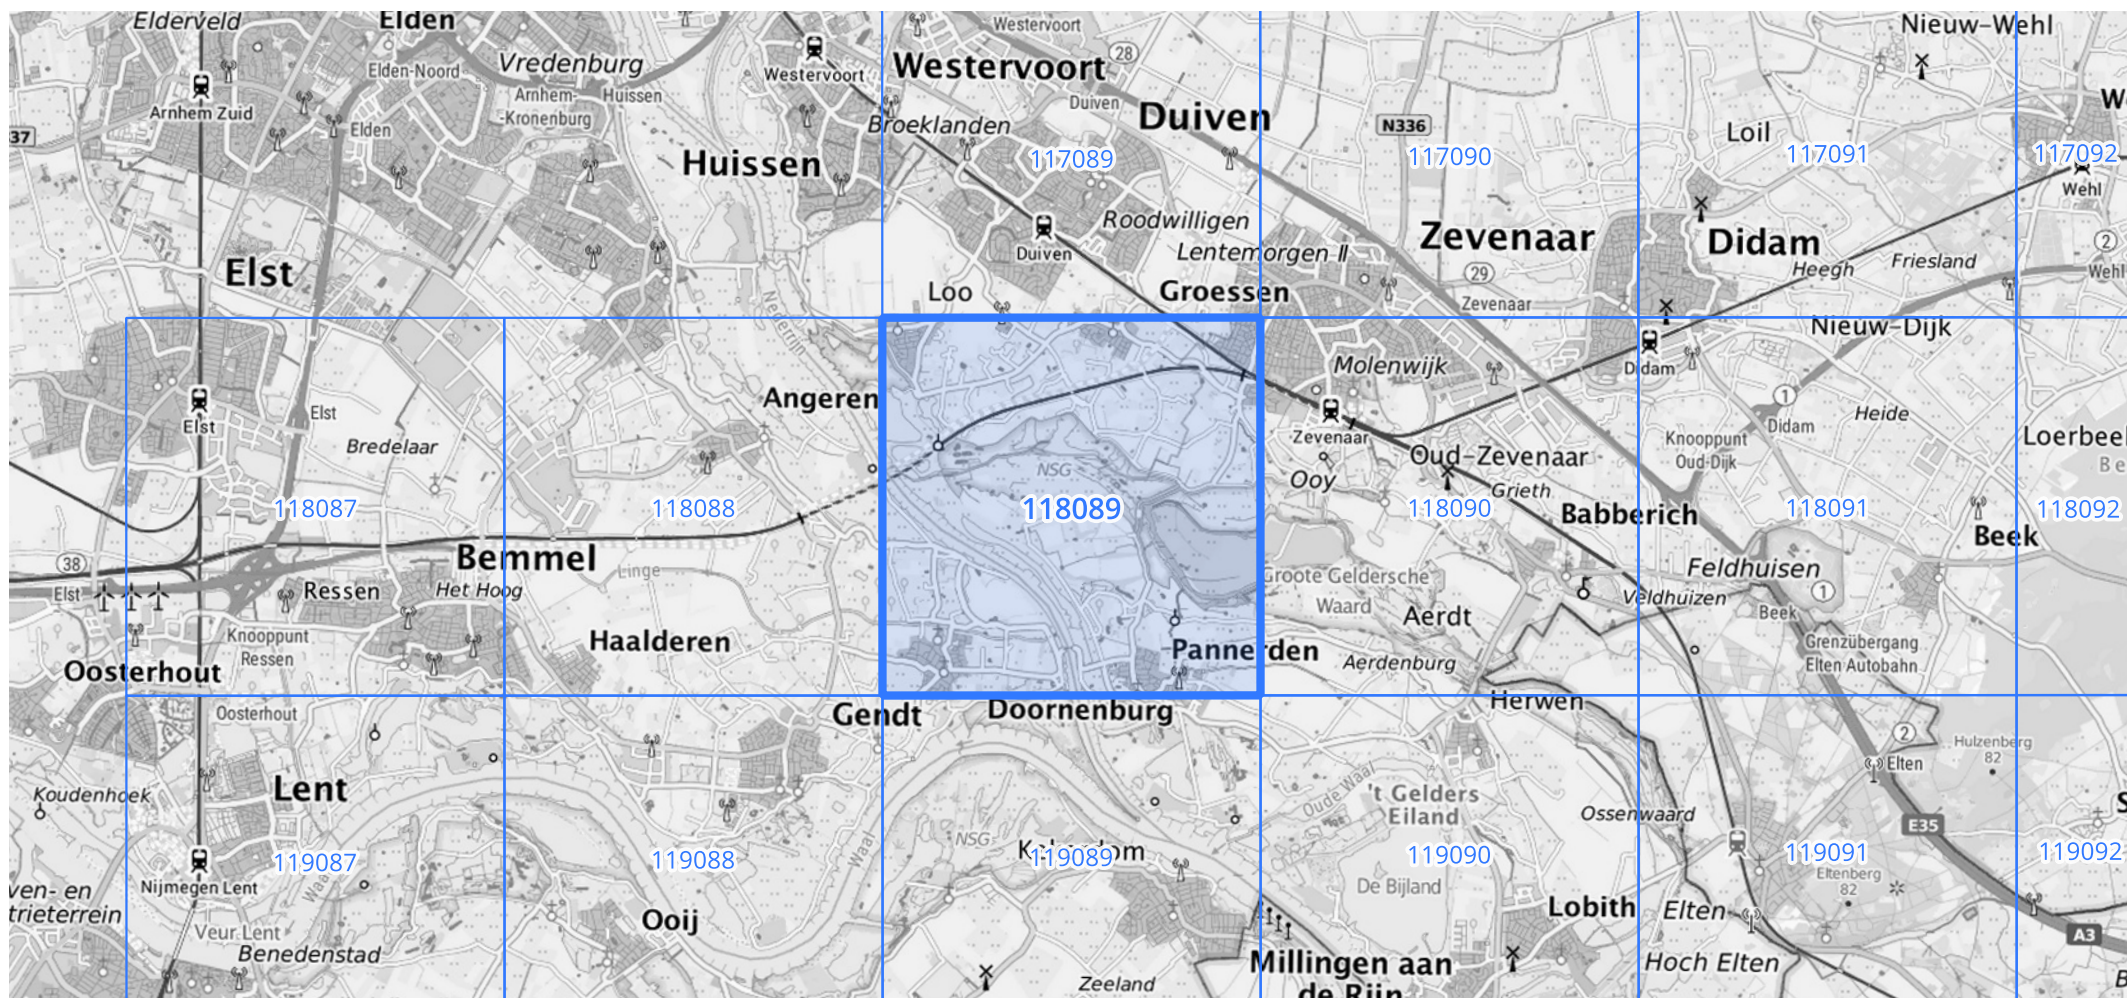 Elderveld
Elden
Westervoort
Nieuw-Wehl
Vredenburg
28
Elden-Noord
Westervoort
Westervoort
Arnhem-
-Kronenburg
Huissen
Duiven
Arnhem Zuid
Duiven
Broeklanden
N336
Loil
37
Elden
Huissen
117089
117090
117091
117092
Wehl
Roodwilligen
Zevenaar
Didam
2
Duiven
Lentemorgen II
Heegh
Friesland
Wehl
Elst
29
Loo
Groessen
Zevenaar
Nederrijn
Nieuw-Dijk
Molenwijk
Didam
Angeren
1
Elst
Elst
Didam
Heide
Bredelaar
Zevenaar
Knooppunt
Oud-Dijk
Oud-Zevenaar
NSG
Ooy
Grieth
118087
118088
118089
118090
118091
118092
Babberich
Beek
38
Bemmel
Linge
Feldhuisen
Groote Geldersche
Waard
Elst
Ressen
Het Hoog
1
Veldhuizen
Beek
Aerdt
Knooppunt
Ressen
Haalderen
Pannerden
Aerdenburg
Grenzübergang
Elten Autobahn
Oosterhout
Oosterhout
Gendt
Doornenburg
Herwen
2
Hulzenberg
82
Elten
Koudenhoek
Lent
Oude Waal
't Gelders
Eiland
Ossenwaard
E35
NSG
Waal
119087
119088
119089
119090
119091
119092
Nijmegen Lent
Waal
De Bijland
Eltenberg
82
Ooij
Lobith
Elten
Veur Lent
Benedenstad
A3
Millingen aan
de Rijn
Hoch Elten
Zeeland